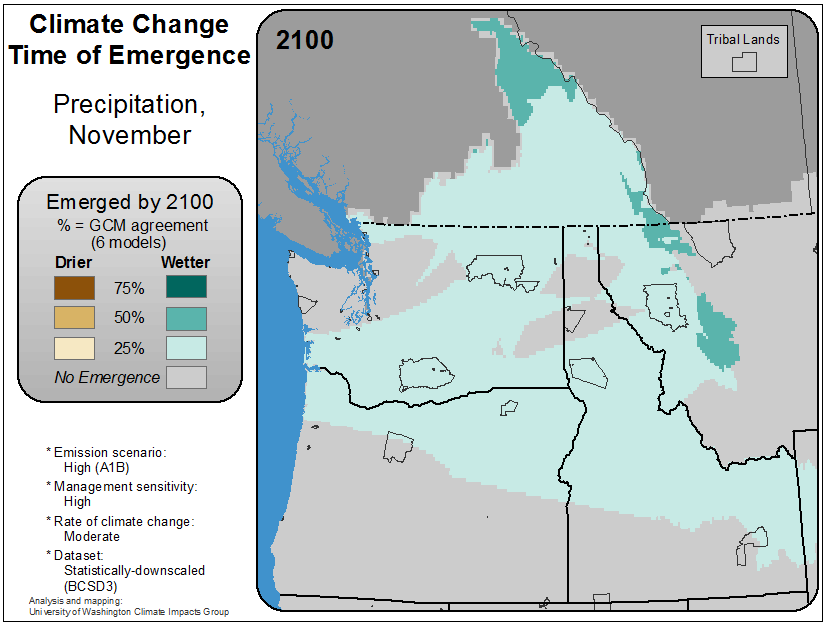 Climate Change
Time of Emergence
Precipitation,
November
Emerged by 2100
% = GCM agreement
(6 models)
Drier Wetter
75%
50%
25%
No Emergence
* Emission scenario:
High (A1B)
* Management sensitivity:
High
* Rate of climate change:
Moderate
* Dataset:
Statistically-downscaled
(BCSD3)
Analysis and mapping:
University of Washington Climate Impacts Group
2100
Tribal Lands